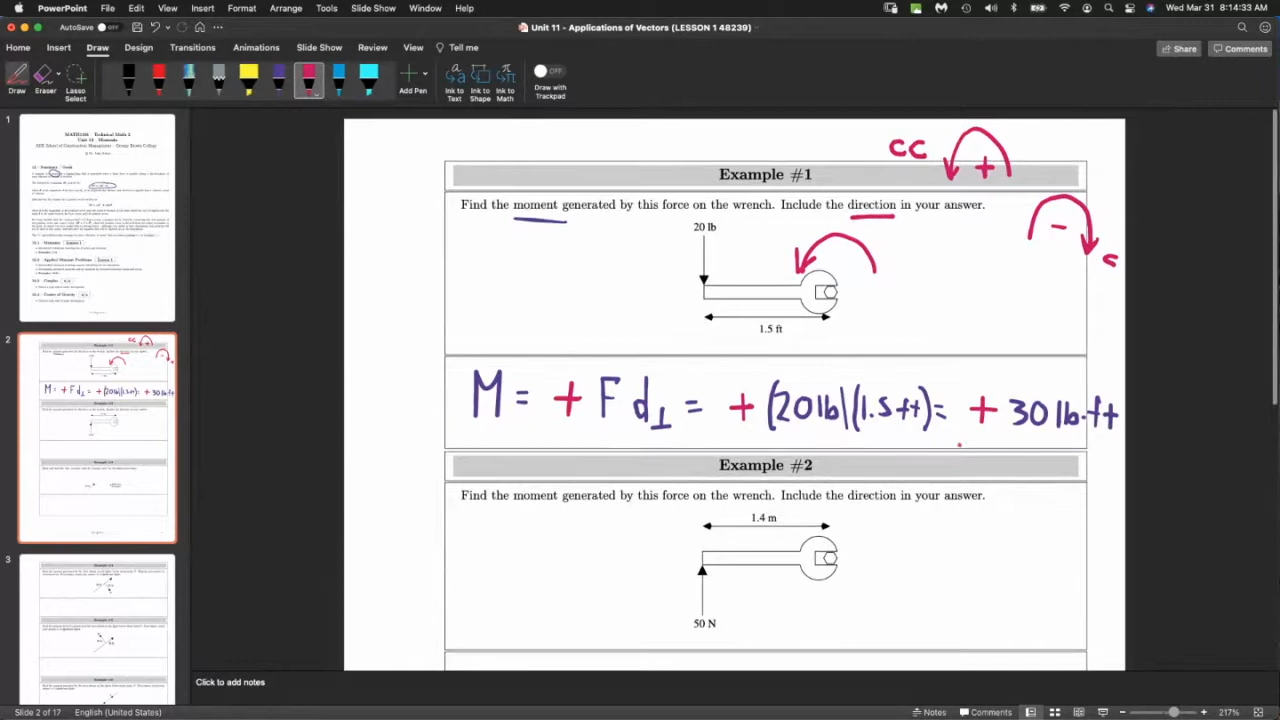 PowerPoint File Edit View Insert Format Arrange Tools Slide Show Window Help Wed Mar 31 8:14:33 AM
AutoSave OFF Unit 11 - Applications of Vectors (LESSON 1 48239)
Home Insert Draw Design Transitions Animations Slide Show Review View Tell me Share Comments
Draw Eraser Lasso Select Add Pen Ink to Text Ink to Shape Ink to Math OFF Draw with Trackpad
1
2
3
cc +
Example #1
Find the moment generated by this force on the wrench. Include the direction in your answer.
- c
20 lb
1.5 ft
M = + F d⊥ = + (20 lb)(1.5 ft) = + 30 lb·ft
Example #2
Find the moment generated by this force on the wrench. Include the direction in your answer.
1.4 m
50 N
Click to add notes
Slide 2 of 17 English (United States) Notes Comments 217%